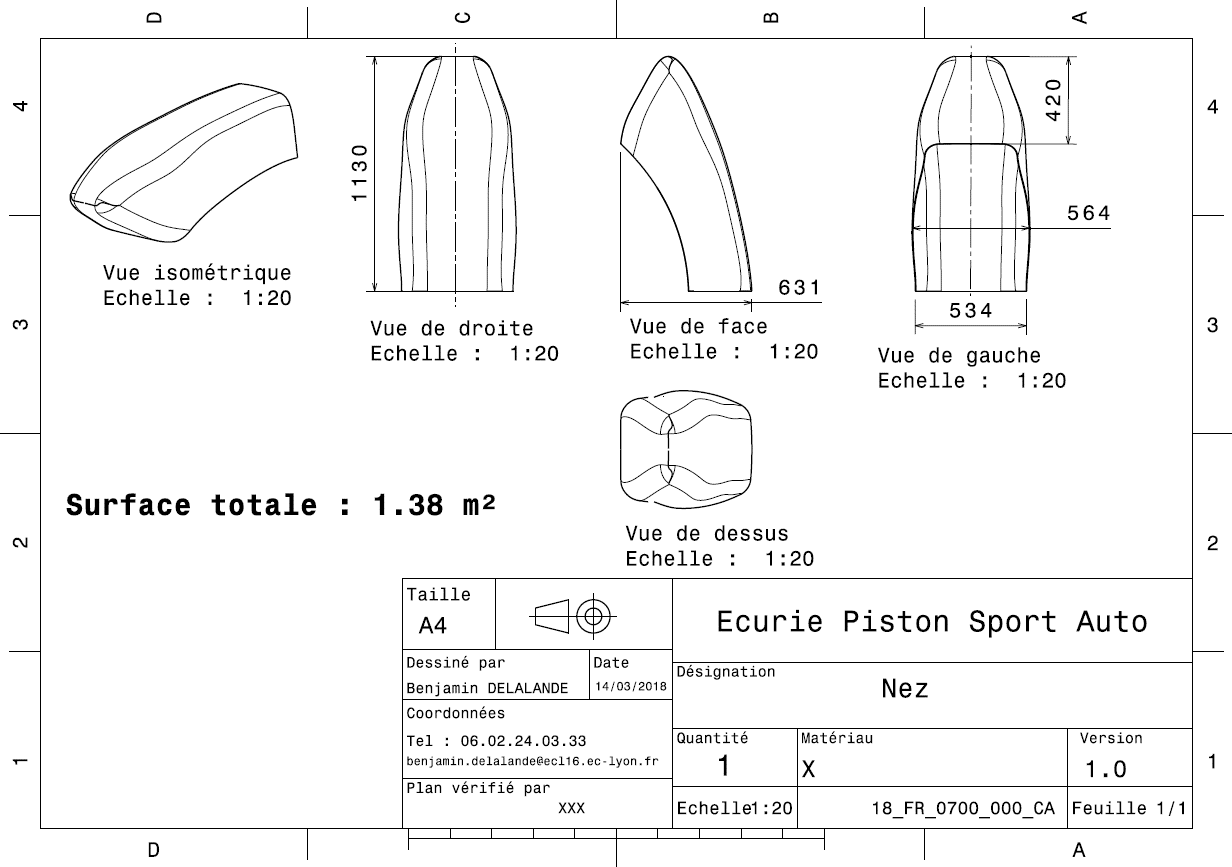 D C B A
4 4
1130
420
564
631
534
Vue isométrique
Echelle : 1:20
Vue de droite
Echelle : 1:20
Vue de face
Echelle : 1:20
Vue de gauche
Echelle : 1:20
3 3
Surface totale : 1.38 m²
Vue de dessus
Echelle : 1:20
2 2
Taille
A4
Ecurie Piston Sport Auto
Dessiné par
Benjamin DELALANDE
Date
14/03/2018
Désignation
Nez
Coordonnées
Tel : 06.02.24.03.33
benjamin.delalande@ecl16.ec-lyon.fr
Quantité
1
Matériau
X
Version
1.0
Plan vérifié par
XXX
Echelle1:20
18_FR_0700_000_CA
Feuille 1/1
1 1
D A